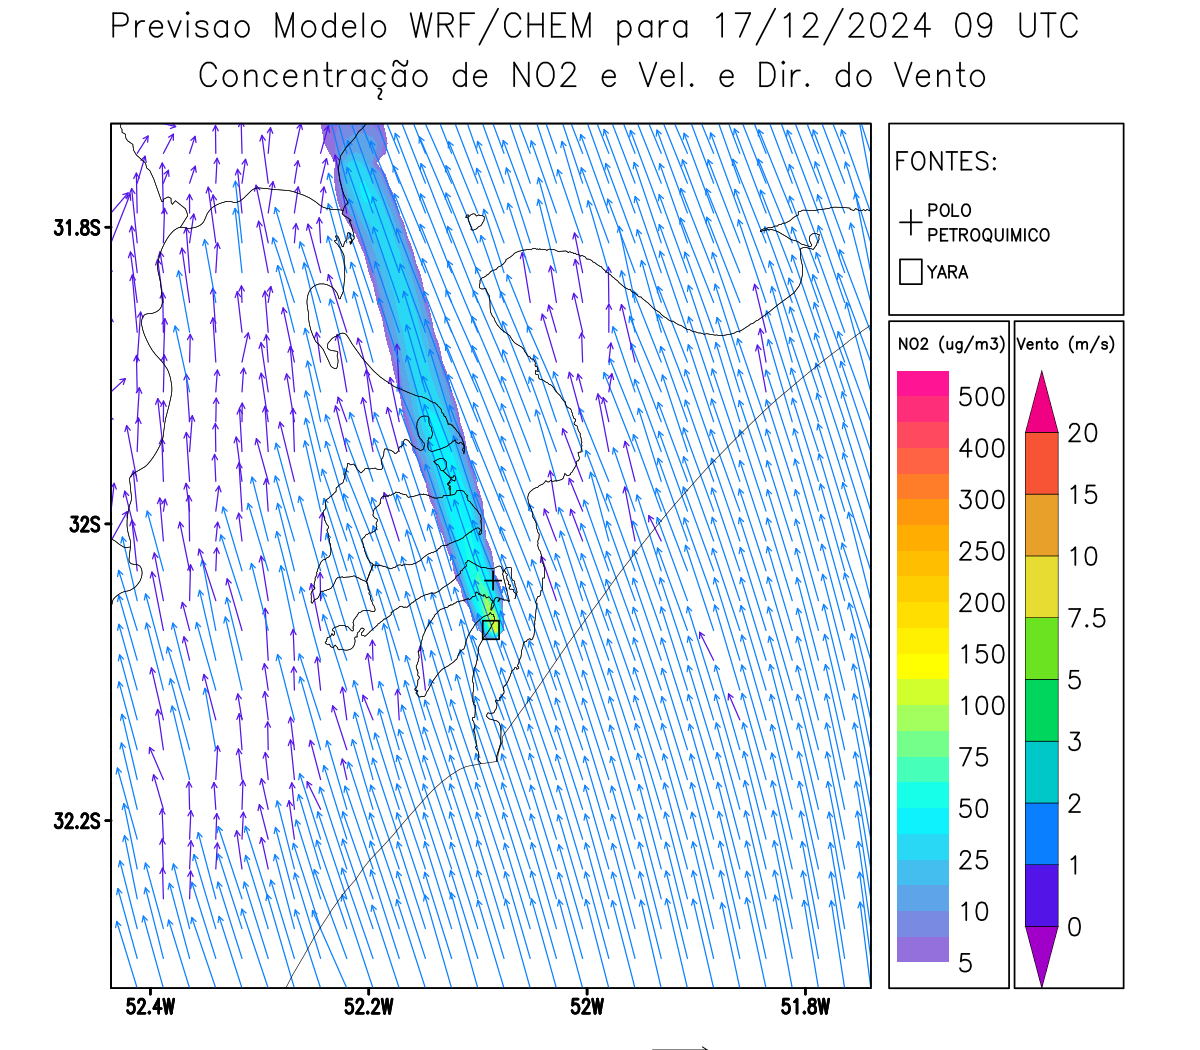 Previsao Modelo WRF/CHEM para 17/12/2024 09 UTC
Concentração de NO2 e Vel. e Dir. do Vento
FONTES:
POLO
PETROQUIMICO
YARA
31.8S
32S
32.2S
52.4W
52.2W
52W
51.8W
NO2 (ug/m3)
500
400
300
250
200
150
100
75
50
25
10
5
Vento (m/s)
20
15
10
7.5
5
3
2
1
0